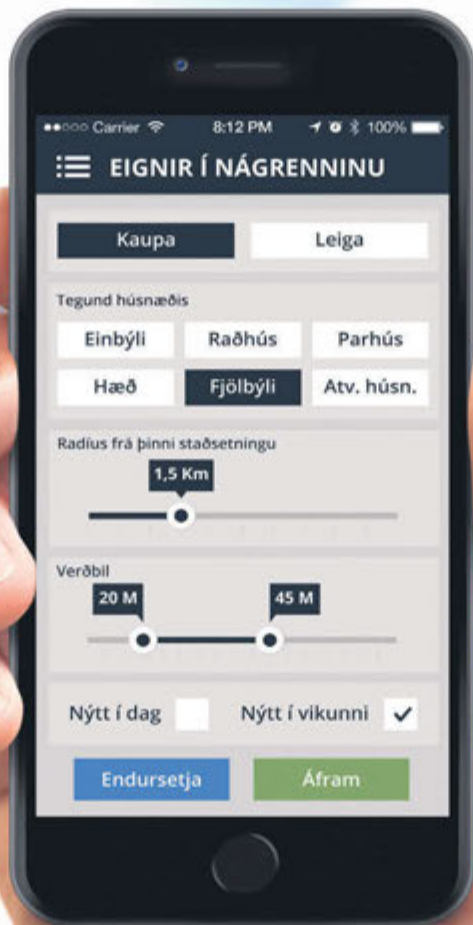 Carrier 8:12 PM 100%
EIGNIR Í NÁGRENNINU
Kaupa Leiga
Tegund húsnæðis
Einbýli Raðhús Parhús
Hæð Fjölbýli Atv. húsn.
Radíus frá þinni staðsetningu
1,5 Km
Verðbil
20 M 45 M
Nýtt í dag Nýtt í vikunni
Endursetja Áfram